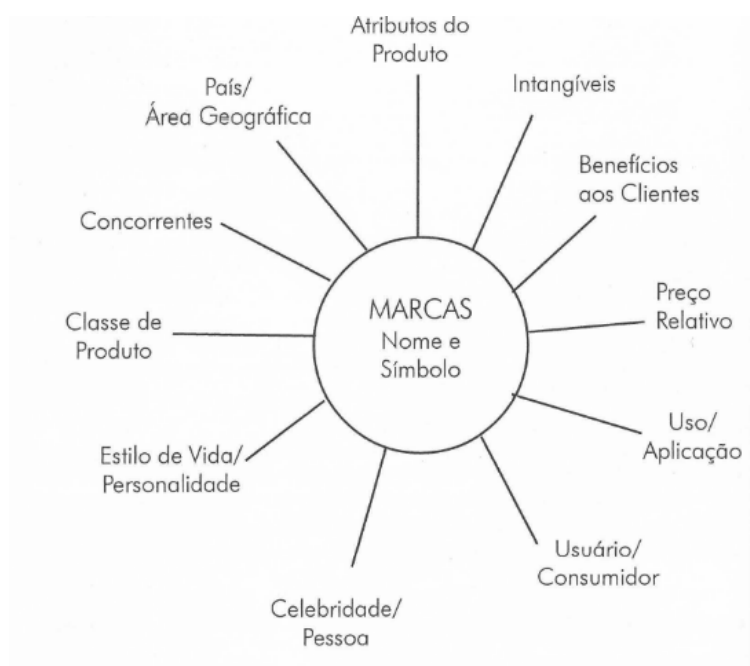 Atributos do
Produto
Intangíveis
Benefícios
aos Clientes
Preço
Relativo
Uso/
Aplicação
Usuário/
Consumidor
Celebridade/
Pessoa
Estilo de Vida/
Personalidade
Classe de
Produto
Concorrentes
País/
Área Geográfica
MARCAS
Nome e
Símbolo